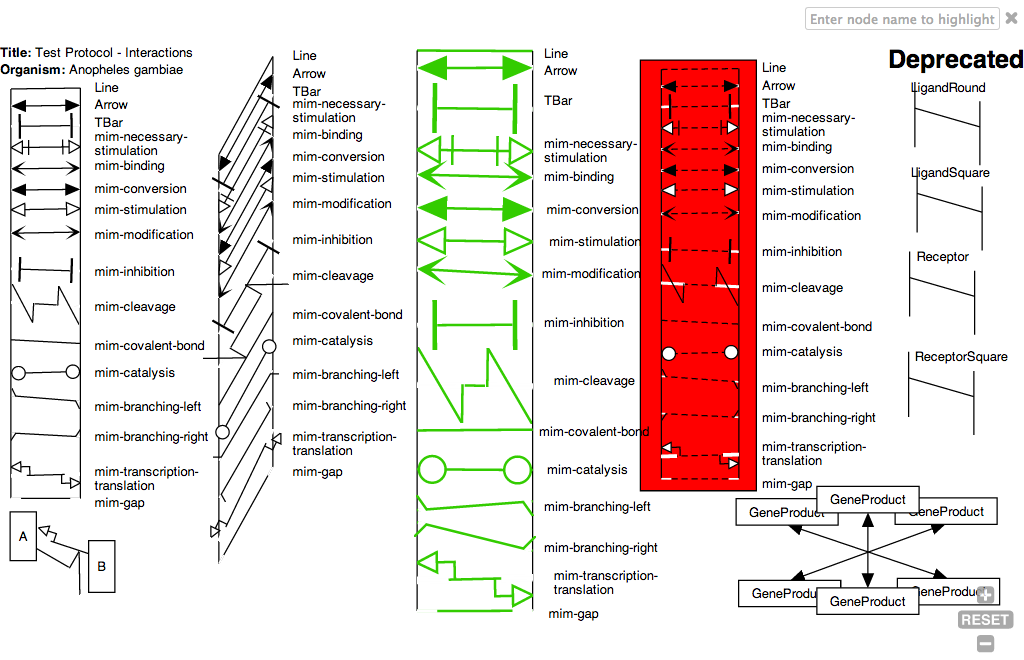 Enter node name to highlight
Title: Test Protocol - Interactions
Organism: Anopheles gambiae
Line
Arrow
TBar
mim-necessary-
stimulation
mim-binding
mim-conversion
mim-stimulation
mim-modification
mim-inhibition
mim-cleavage
mim-covalent-bond
mim-catalysis
mim-branching-left
mim-branching-right
mim-transcription-
translation
mim-gap
A
B
Line
Arrow
TBar
mim-necessary-
stimulation
mim-binding
mim-conversion
mim-stimulation
mim-modification
mim-inhibition
mim-cleavage
mim-covalent-bond
mim-catalysis
mim-branching-left
mim-branching-right
mim-transcription-
translation
mim-gap
Line
Arrow
TBar
mim-necessary-
stimulation
mim-binding
mim-conversion
mim-stimulation
mim-modification
mim-inhibition
mim-cleavage
mim-covalent-bond
mim-catalysis
mim-branching-left
mim-branching-right
mim-transcription-
translation
mim-gap
Line
Arrow
TBar
mim-necessary-
stimulation
mim-binding
mim-conversion
mim-stimulation
mim-modification
mim-inhibition
mim-cleavage
mim-covalent-bond
mim-catalysis
mim-branching-left
mim-branching-right
mim-transcription-
translation
mim-gap
Deprecated
LigandRound
LigandSquare
Receptor
ReceptorSquare
GeneProduct
GeneProduct
GeneProduct
GeneProdu
GeneProduct
GeneProdu
RESET